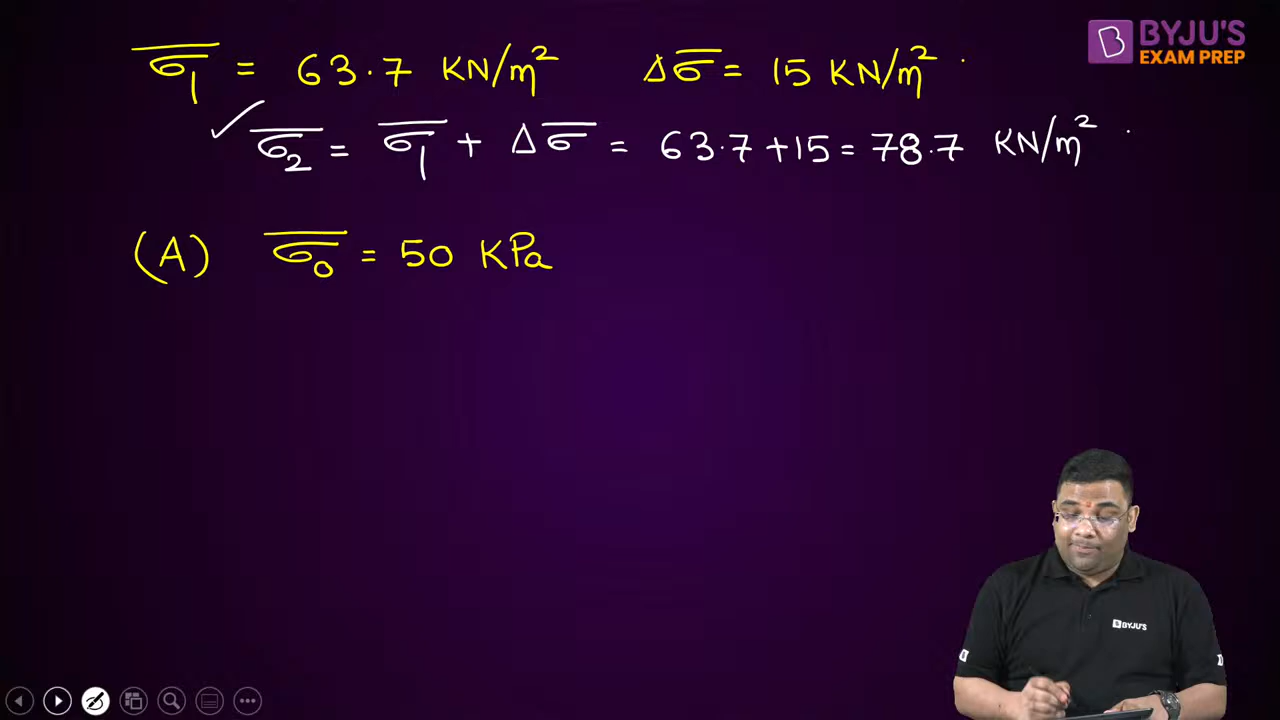 BYJU'S
EXAM PREP
σ̅₁ = 63.7 KN/m² Δσ̅ = 15 KN/m²
✓ σ̅₂ = σ̅₁ + Δσ̅ = 63.7 + 15 = 78.7 KN/m²
(A) σ̅₀ = 50 KPa
BYJU'S